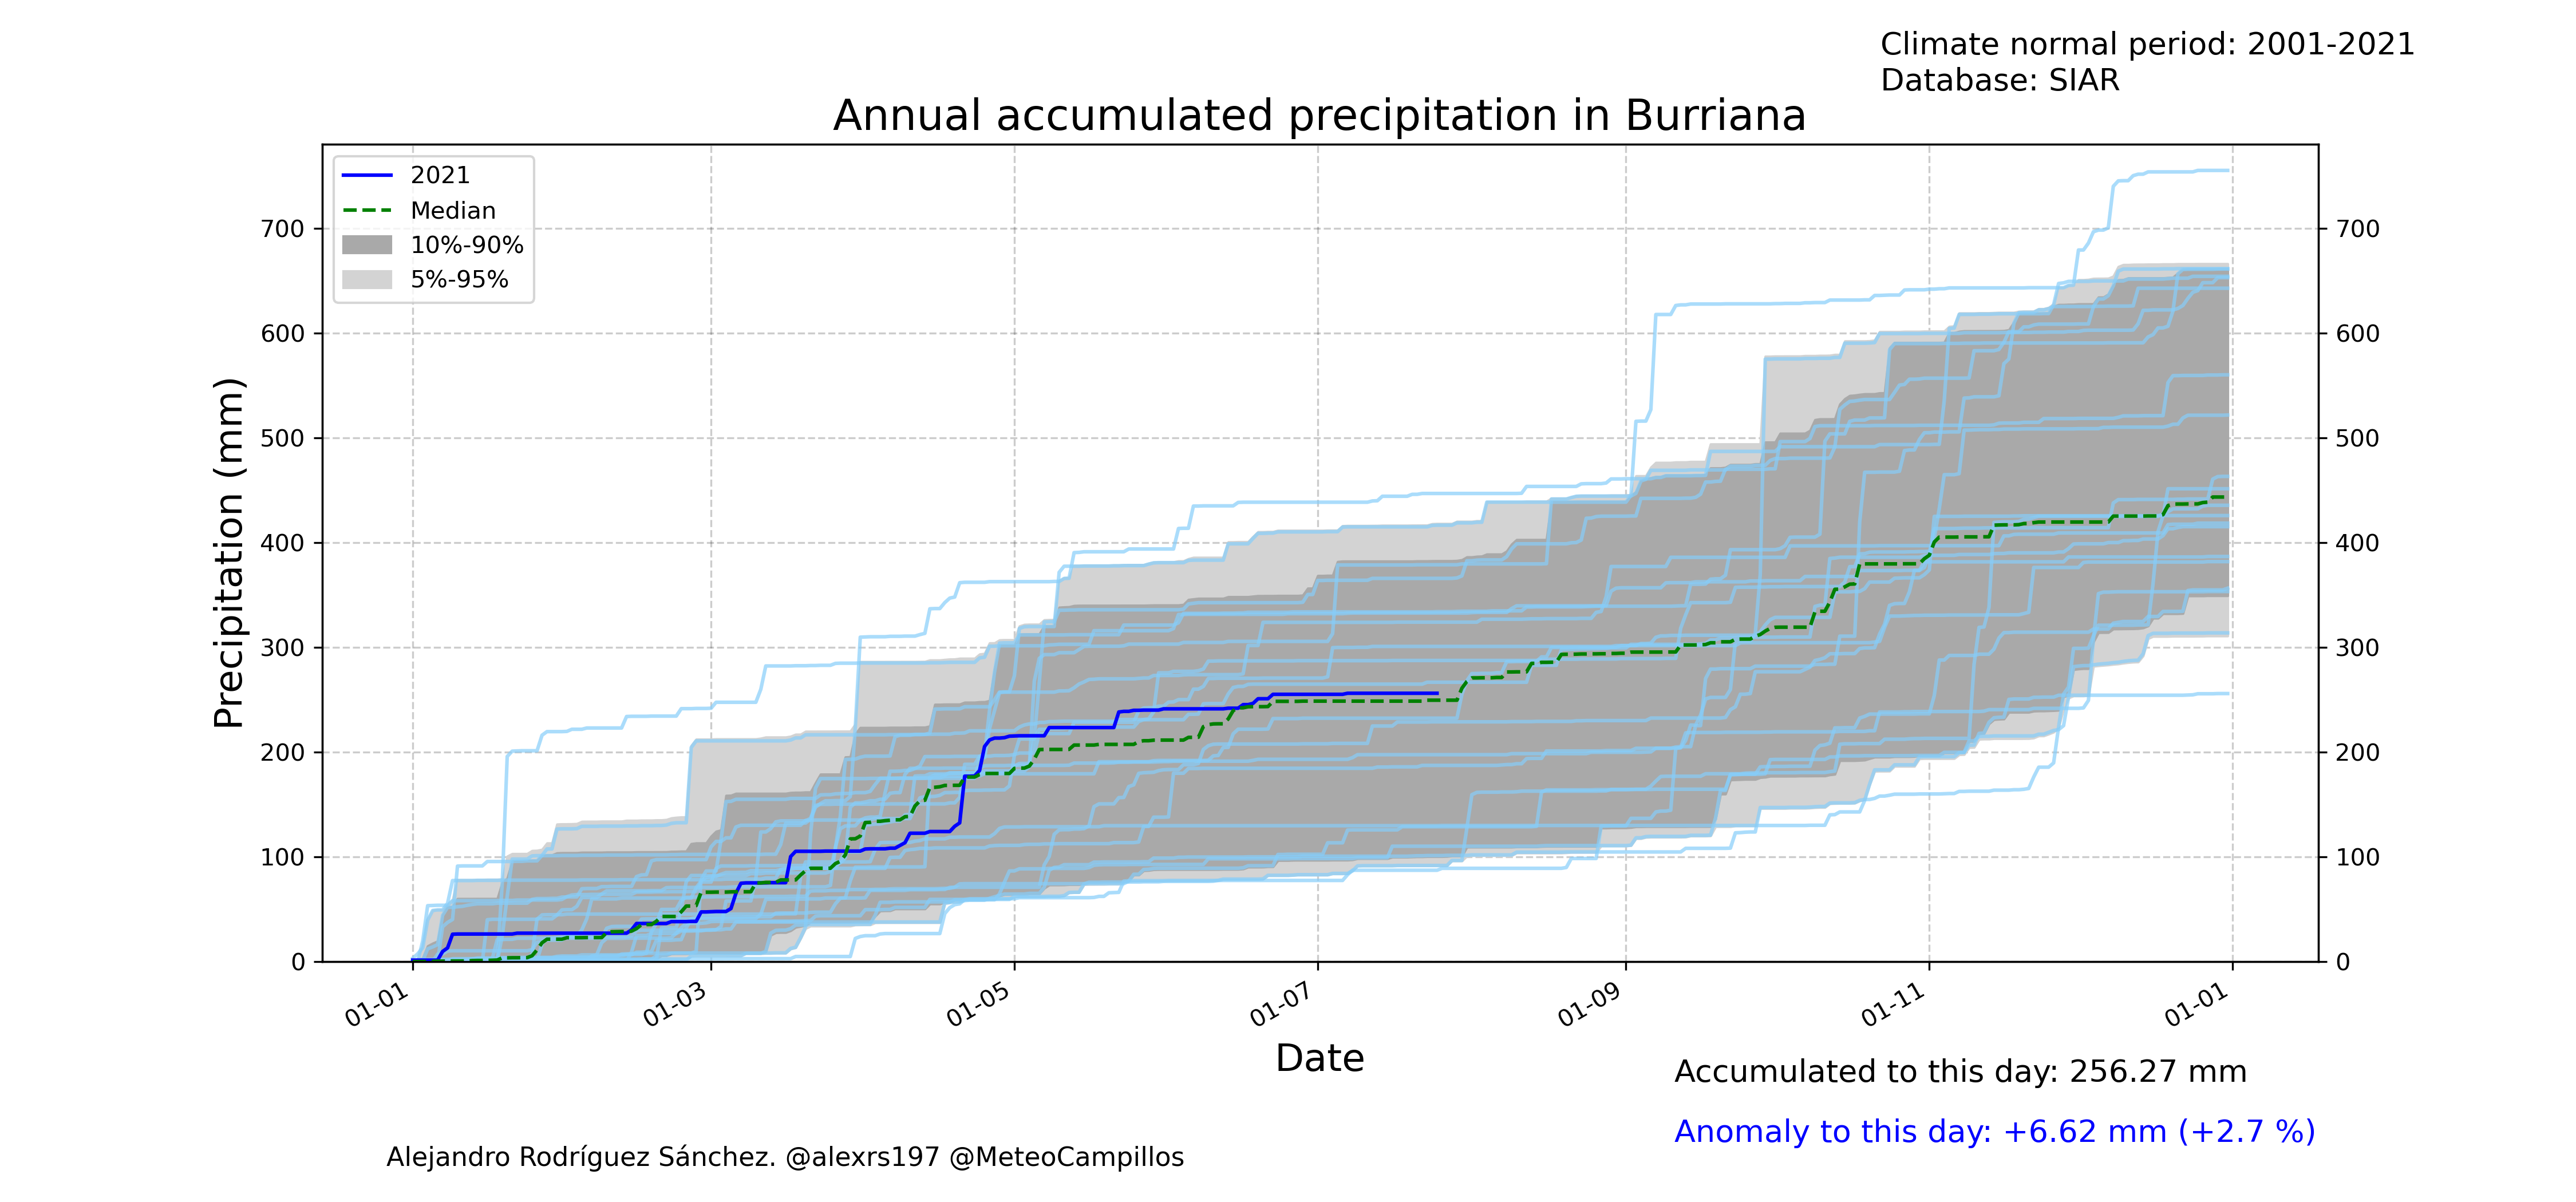 Climate normal period: 2001-2021
Database: SIAR
Annual accumulated precipitation in Burriana
2021
Median
10%-90%
5%-95%
Precipitation (mm)
700
600
500
400
300
200
100
0
700
600
500
400
300
200
100
0
01-01
01-03
01-05
01-07
01-09
01-11
01-01
Date
Accumulated to this day: 256.27 mm
Anomaly to this day: +6.62 mm (+2.7 %)
Alejandro Rodríguez Sánchez. @alexrs197 @MeteoCampillos